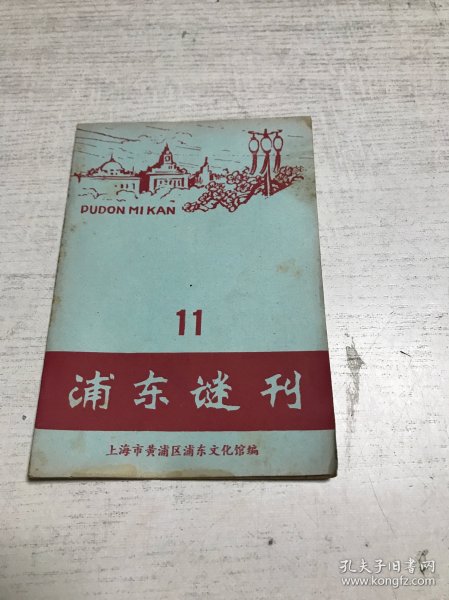 PUDON MI KAN
11
浦东谜刊
上海市黄浦区浦东文化馆编
孔夫子旧书网
www.kongfz.com